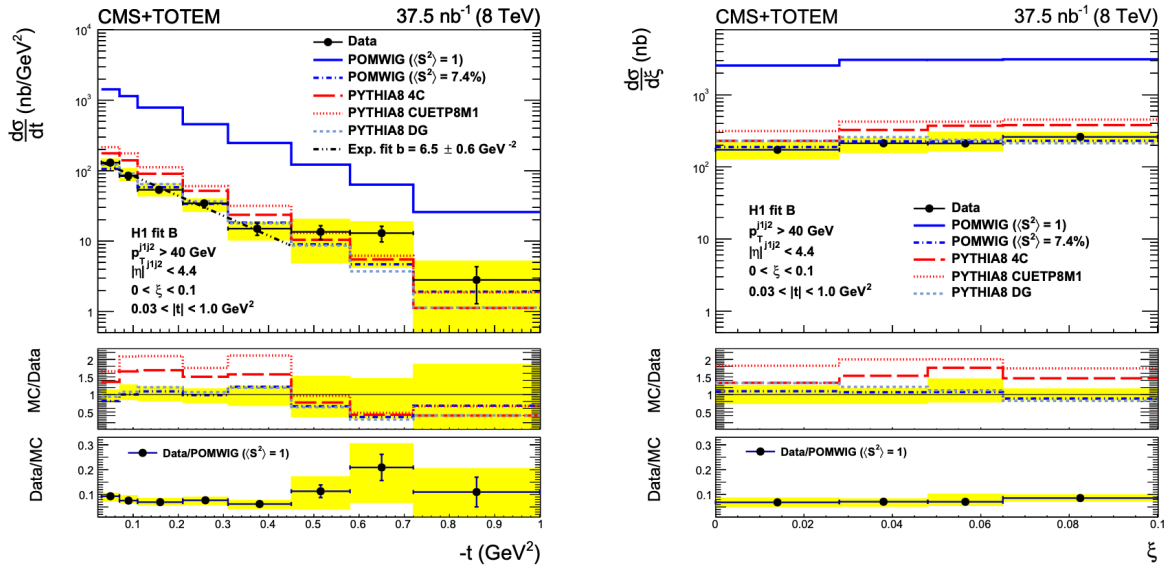 CMS+TOTEM 37.5 nb⁻¹ (8 TeV)
dσ/dt (nb/GeV²)
10⁴
10³
10²
10
1
Data
POMWIG (⟨S²⟩ = 1)
POMWIG (⟨S²⟩ = 7.4%)
PYTHIA8 4C
PYTHIA8 CUETP8M1
PYTHIA8 DG
Exp. fit b = 6.5 ± 0.6 GeV⁻²
H1 fit B
p_T^j1j2 > 40 GeV
|η|^j1j2 < 4.4
0 < ξ < 0.1
0.03 < |t| < 1.0 GeV²
MC/Data
2
1.5
1
0.5
Data/MC
0.3
0.2
0.1
Data/POMWIG (⟨S²⟩ = 1)
0.1 0.2 0.3 0.4 0.5 0.6 0.7 0.8 0.9 1
-t (GeV²)
CMS+TOTEM 37.5 nb⁻¹ (8 TeV)
dσ/dξ (nb)
10⁴
10³
10²
10
1
H1 fit B
p_T^j1j2 > 40 GeV
|η|^j1j2 < 4.4
0 < ξ < 0.1
0.03 < |t| < 1.0 GeV²
Data
POMWIG (⟨S²⟩ = 1)
POMWIG (⟨S²⟩ = 7.4%)
PYTHIA8 4C
PYTHIA8 CUETP8M1
PYTHIA8 DG
MC/Data
2
1.5
1
0.5
Data/MC
0.3
0.2
0.1
Data/POMWIG (⟨S²⟩ = 1)
0 0.02 0.04 0.06 0.08 0.1
ξ